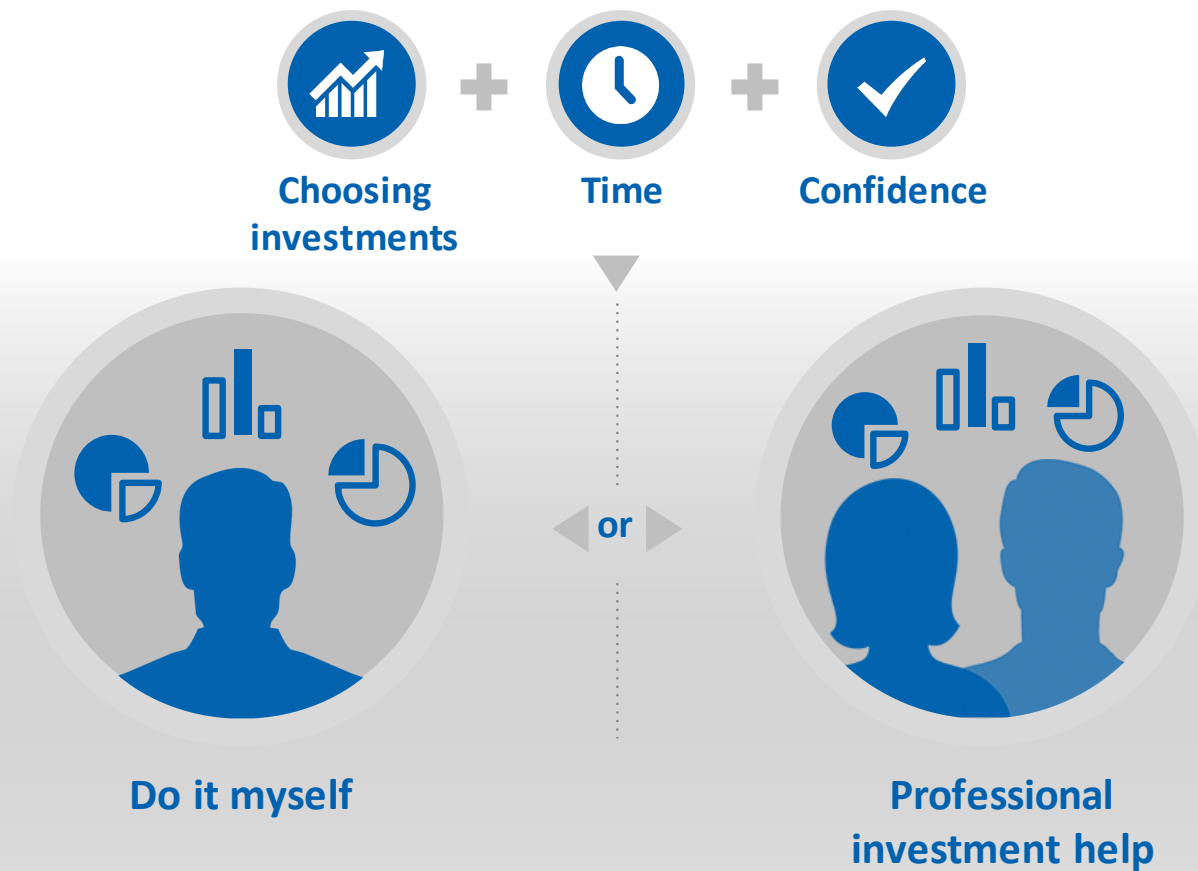 Choosing
investments
Time
Confidence
or
Do it myself
Professional
investment help